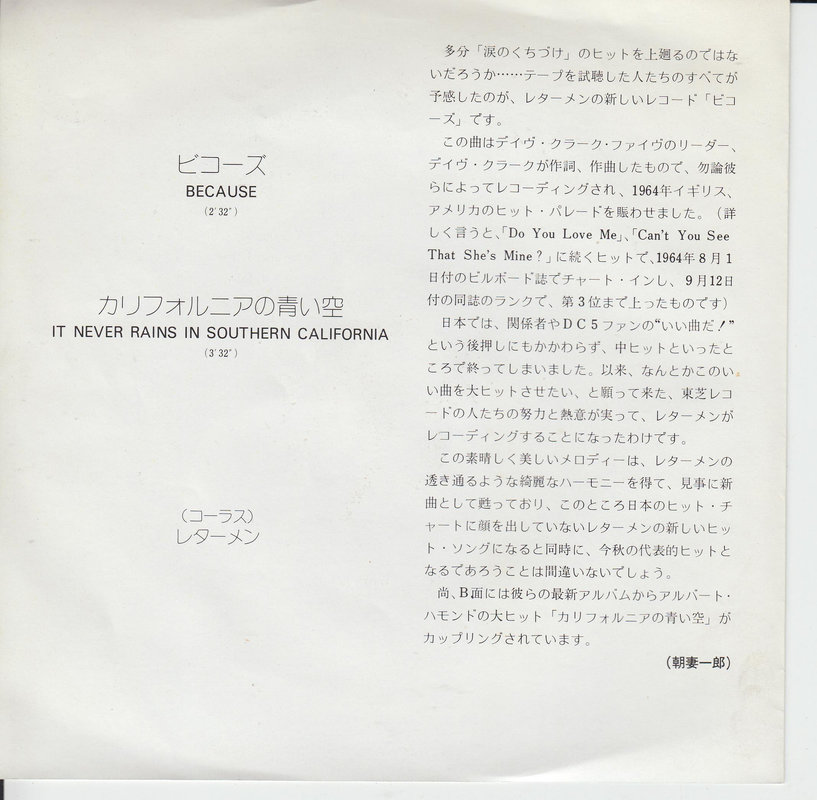 ビコーズ
BECAUSE
(2′32″)
カリフォルニアの青い空
IT NEVER RAINS IN SOUTHERN CALIFORNIA
(3′32″)
(コーラス)
レターメン
多分「涙のくちづけ」のヒットを上廻るのではな
いだろうか……テープを試聴した人たちのすべてが
予感したのが、レターメンの新しいレコード「ビコ
ーズ」です。
この曲はデイヴ・クラーク・ファイヴのリーダー、
デイヴ・クラークが作詞、作曲したもので、勿論彼
らによってレコーディングされ、1964年イギリス、
アメリカのヒット・パレードを賑わせました。(詳
しく言うと、「Do You Love Me」、「Can't You See
That She's Mine?」に続くヒットで、1964年8月1
日付のビルボード誌でチャート・インし、9月12日
付の同誌のランクで、第3位まで上ったものです)
日本では、関係者やDC5ファンの“いい曲だ!”
という後押しにもかかわらず、中ヒットといったと
ころで終ってしまいました。以来、なんとかこのい
い曲を大ヒットさせたい、と願って来た、東芝レコ
ードの人たちの努力と熱意が実って、レターメンが
レコーディングすることになったわけです。
この素晴しく美しいメロディーは、レターメンの
透き通るような綺麗なハーモニーを得て、見事に新
曲として甦っており、このところ日本のヒット・チ
ャートに顔を出していないレターメンの新しいヒッ
ト・ソングになると同時に、今秋の代表的ヒットと
なるであろうことは間違いないでしょう。
尚、B面には彼らの最新アルバムからアルバート・
ハモンドの大ヒット「カリフォルニアの青い空」が
カップリングされています。
(朝妻一郎)